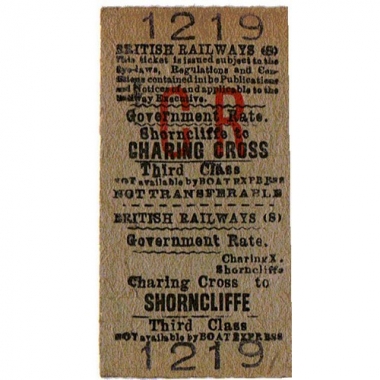 1219
BRITISH RAILWAYS (S)
This ticket is issued subject to the
Bye-laws, Regulations and Con-
ditions contained in the Publications
and Notices of and applicable to the
Railway Executive.
Government Rate.
G R
Shorncliffe to
CHARING CROSS
Third Class
NOT available by BOAT EXPRESS
NOT TRANSFERABLE
BRITISH RAILWAYS (S)
Government Rate.
Charing X.
Shorncliffe
Charing Cross to
SHORNCLIFFE
Third Class
NOT available by BOAT EXPRESS
1219